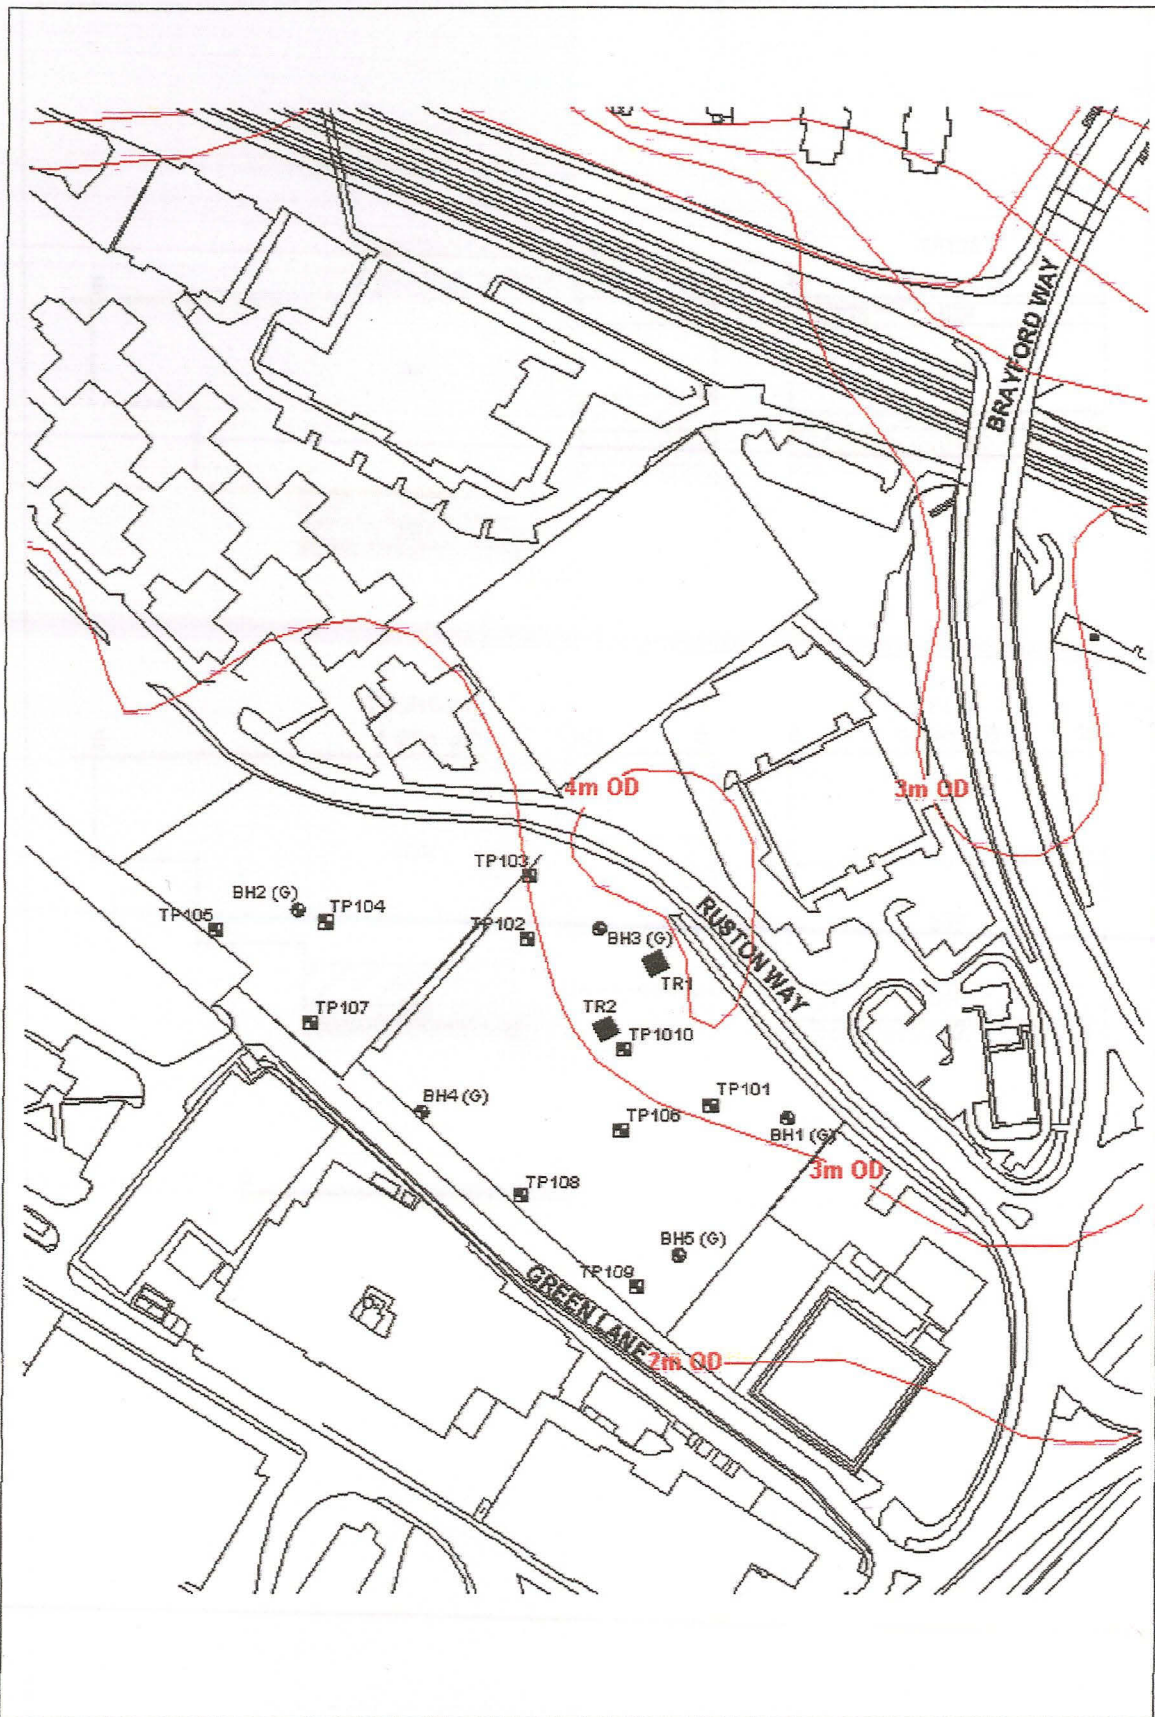 BRAYFORD WAY
4m OD
3m OD
TP103
BH2 (G)
TP104
TP105
TP102
BH3 (G)
RUSTON WAY
TR1
TR2
TP107
TP1010
BH4 (G)
TP101
TP106
BH1 (G)
3m OD
TP108
BH5 (G)
TP109
GREEN LANE
2m OD